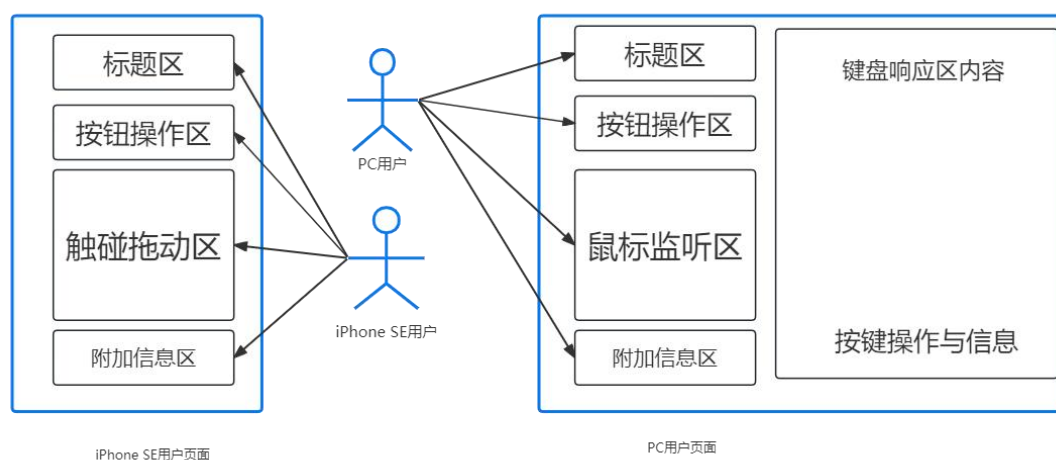 标题区
按钮操作区
触碰拖动区
附加信息区
iPhone SE用户页面
PC用户
iPhone SE用户
标题区
按钮操作区
鼠标监听区
附加信息区
键盘响应区内容
按键操作与信息
PC用户页面